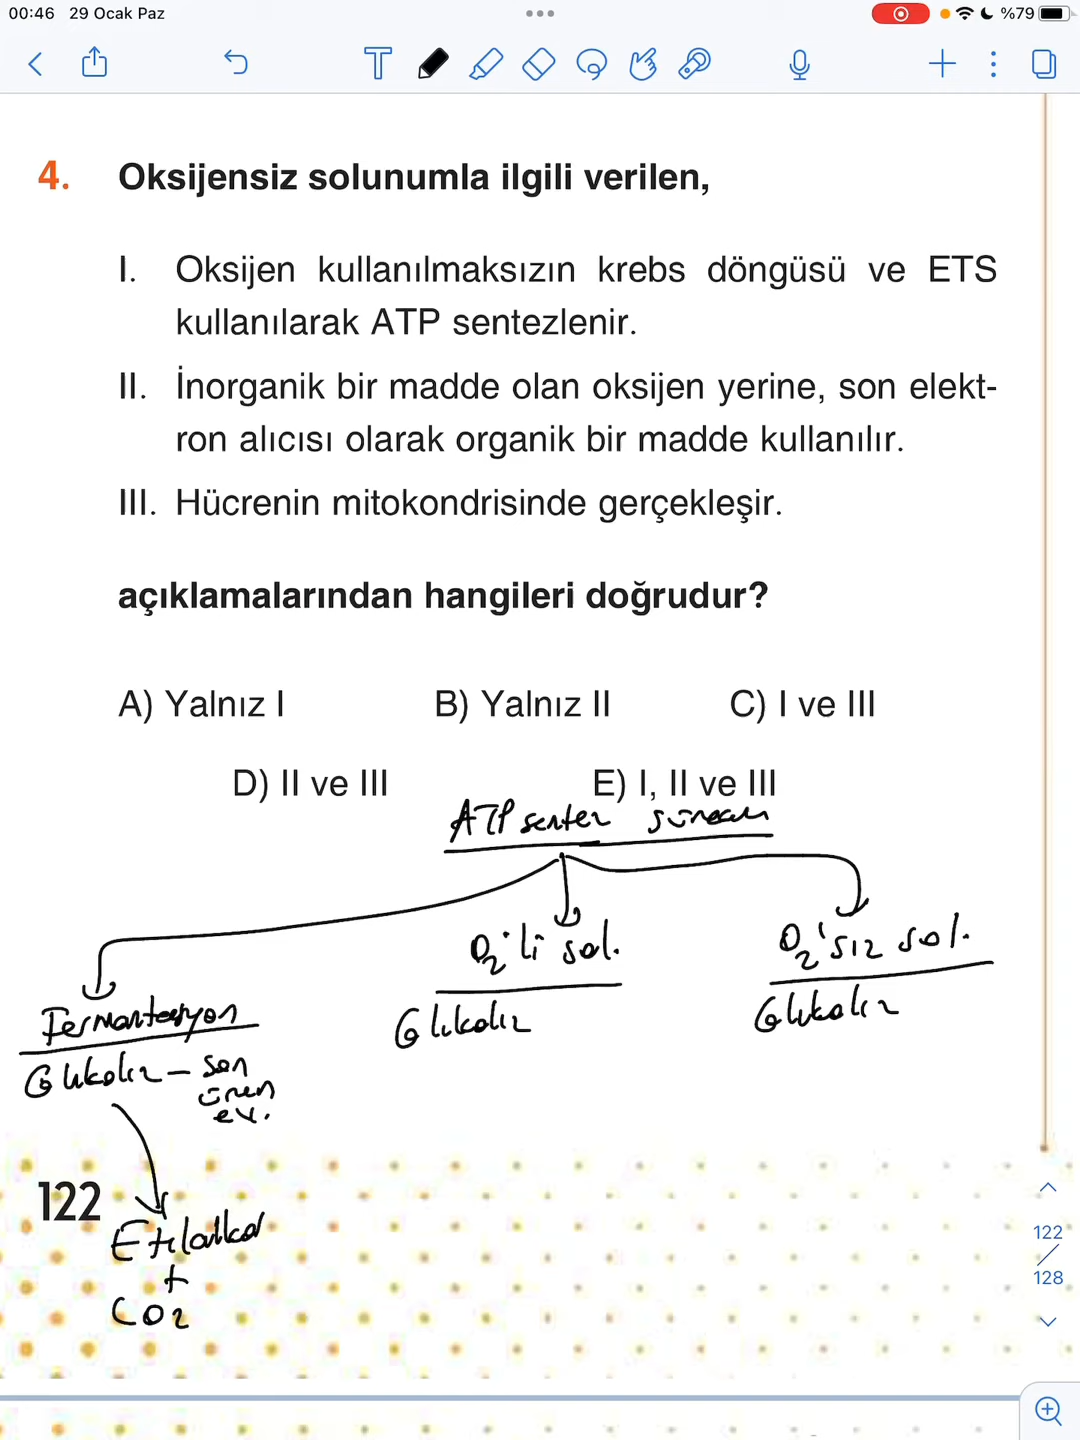 00:46 29 Ocak Paz
%79
4. Oksijensiz solunumla ilgili verilen,
I. Oksijen kullanılmaksızın krebs döngüsü ve ETS
kullanılarak ATP sentezlenir.
II. İnorganik bir madde olan oksijen yerine, son elekt-
ron alıcısı olarak organik bir madde kullanılır.
III. Hücrenin mitokondrisinde gerçekleşir.
açıklamalarından hangileri doğrudur?
A) Yalnız I B) Yalnız II C) I ve III
D) II ve III E) I, II ve III
ATP sentez
O2'li sol. O2'siz sol.
Fermantasyon Glikoliz Glikoliz
Glikoliz - son
ürün
ev.
122
Etilalkol
+
CO2
122
128